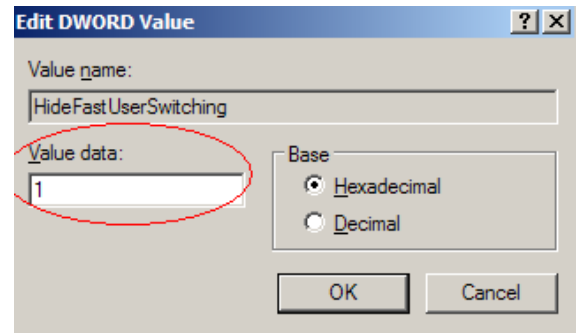 Edit DWORD Value
Value name:
HideFastUserSwitching
Value data:
1
Base
Hexadecimal
Decimal
OK
Cancel